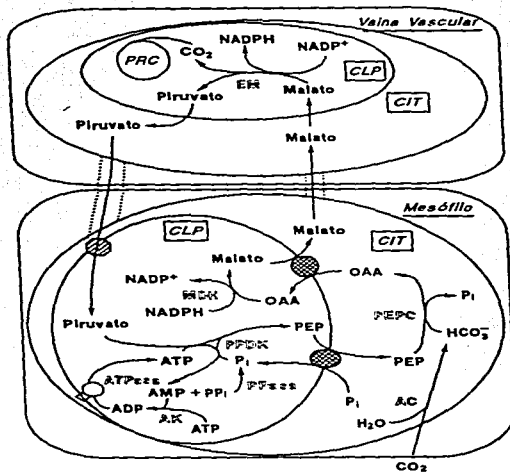 Vaina Vascular
NADPH
NADP+
CO2
PRC
CLP
EM
Piruvato
Malato
CIT
Piruvato
Malato
Mesófilo
CLP
Malato
CIT
Malato
NADP+
OAA
MDH
OAA
Pi
NADPH
PEPC
Piruvato
PEP
HCO3-
PPDK
PEP
ATP
Pi
ATPasa
AMP + PPi
PPasa
ADP
AK
ATP
Pi
AC
H2O
CO2